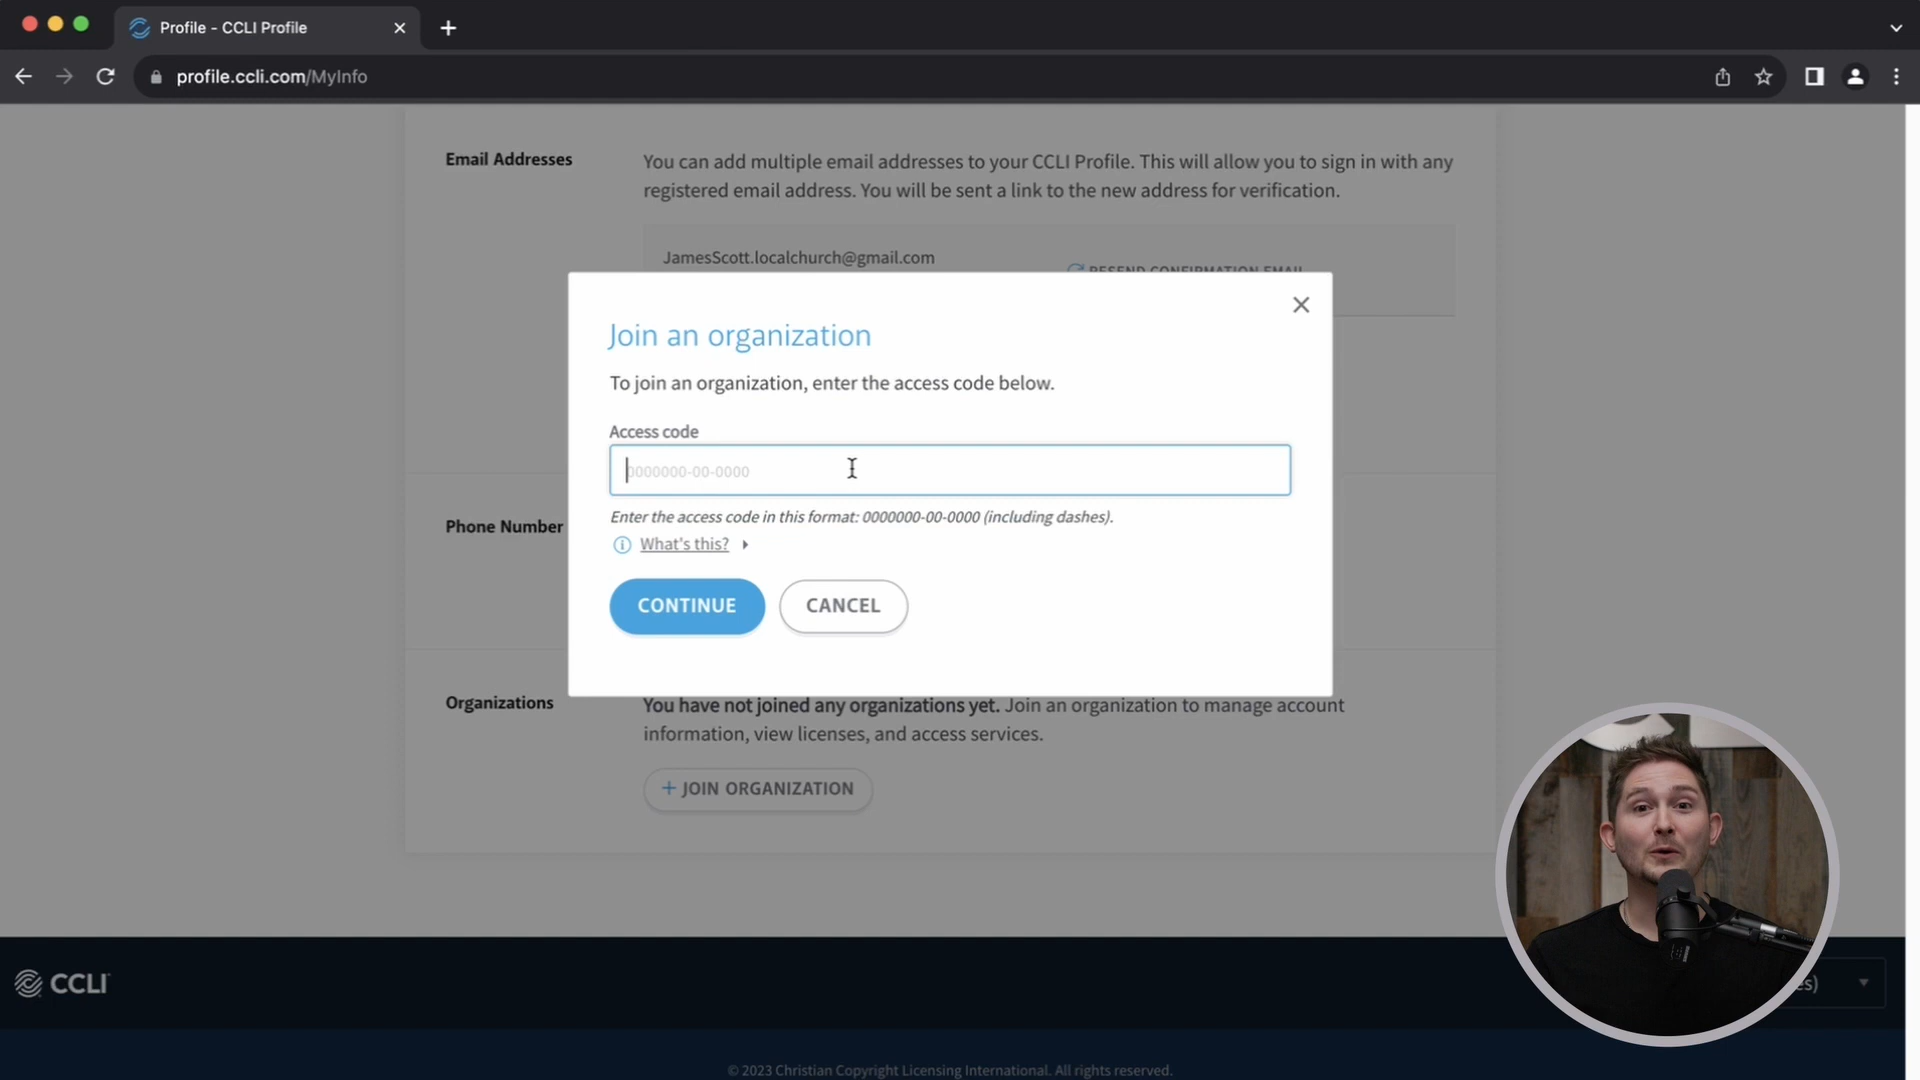 Profile - CCLI Profile
profile.ccli.com/MyInfo
Email Addresses
You can add multiple email addresses to your CCLI Profile. This will allow you to sign in with any
registered email address. You will be sent a link to the new address for verification.
JamesScott.localchurch@gmail.com
RESEND CONFIRMATION EMAIL
Join an organization
To join an organization, enter the access code below.
Access code
0000000-00-0000
Enter the access code in this format: 0000000-00-0000 (including dashes).
What's this?
CONTINUE
CANCEL
Phone Number
Organizations
You have not joined any organizations yet. Join an organization to manage account
information, view licenses, and access services.
+ JOIN ORGANIZATION
CCLI
© 2023 Christian Copyright Licensing International. All rights reserved.